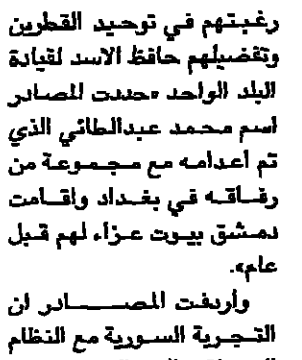 رغبتهم في توحيد القطرين
وتفضيلهم حافظ الاسد لقيادة
البلد الواحد «حددت المصادر
اسم محمد عبدالطائي الذي
تم اعدامه مع مجموعة من
رفاقه في بغداد واقامت
دمشق بيوت عزاء لهم قبل
عام».
واردفت المصادر ان
التجربة السورية مع النظام